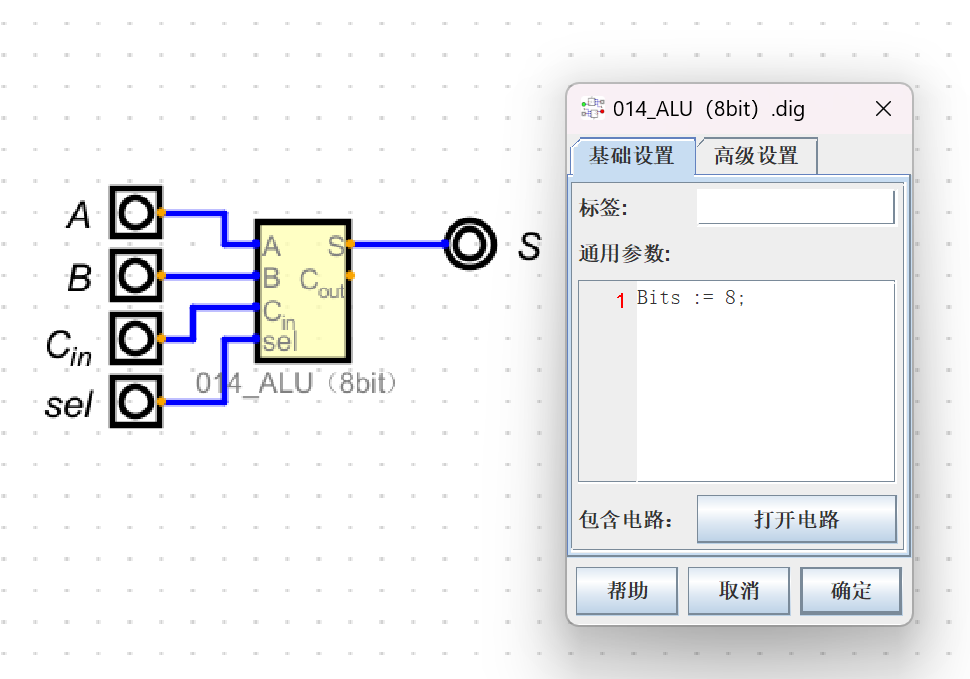 A
B
C_in
sel
A
B
C_in
sel
S
C_out
014_ALU（8bit）
S
014_ALU（8bit）.dig
基础设置
高级设置
标签:
通用参数:
1 Bits := 8;
包含电路:
打开电路
帮助
取消
确定